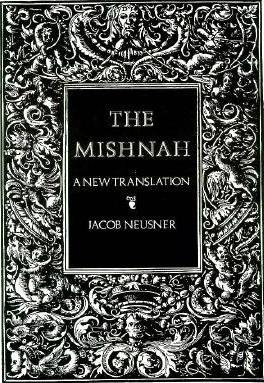 THE
MISHNAH
A NEW TRANSLATION
JACOB NEUSNER